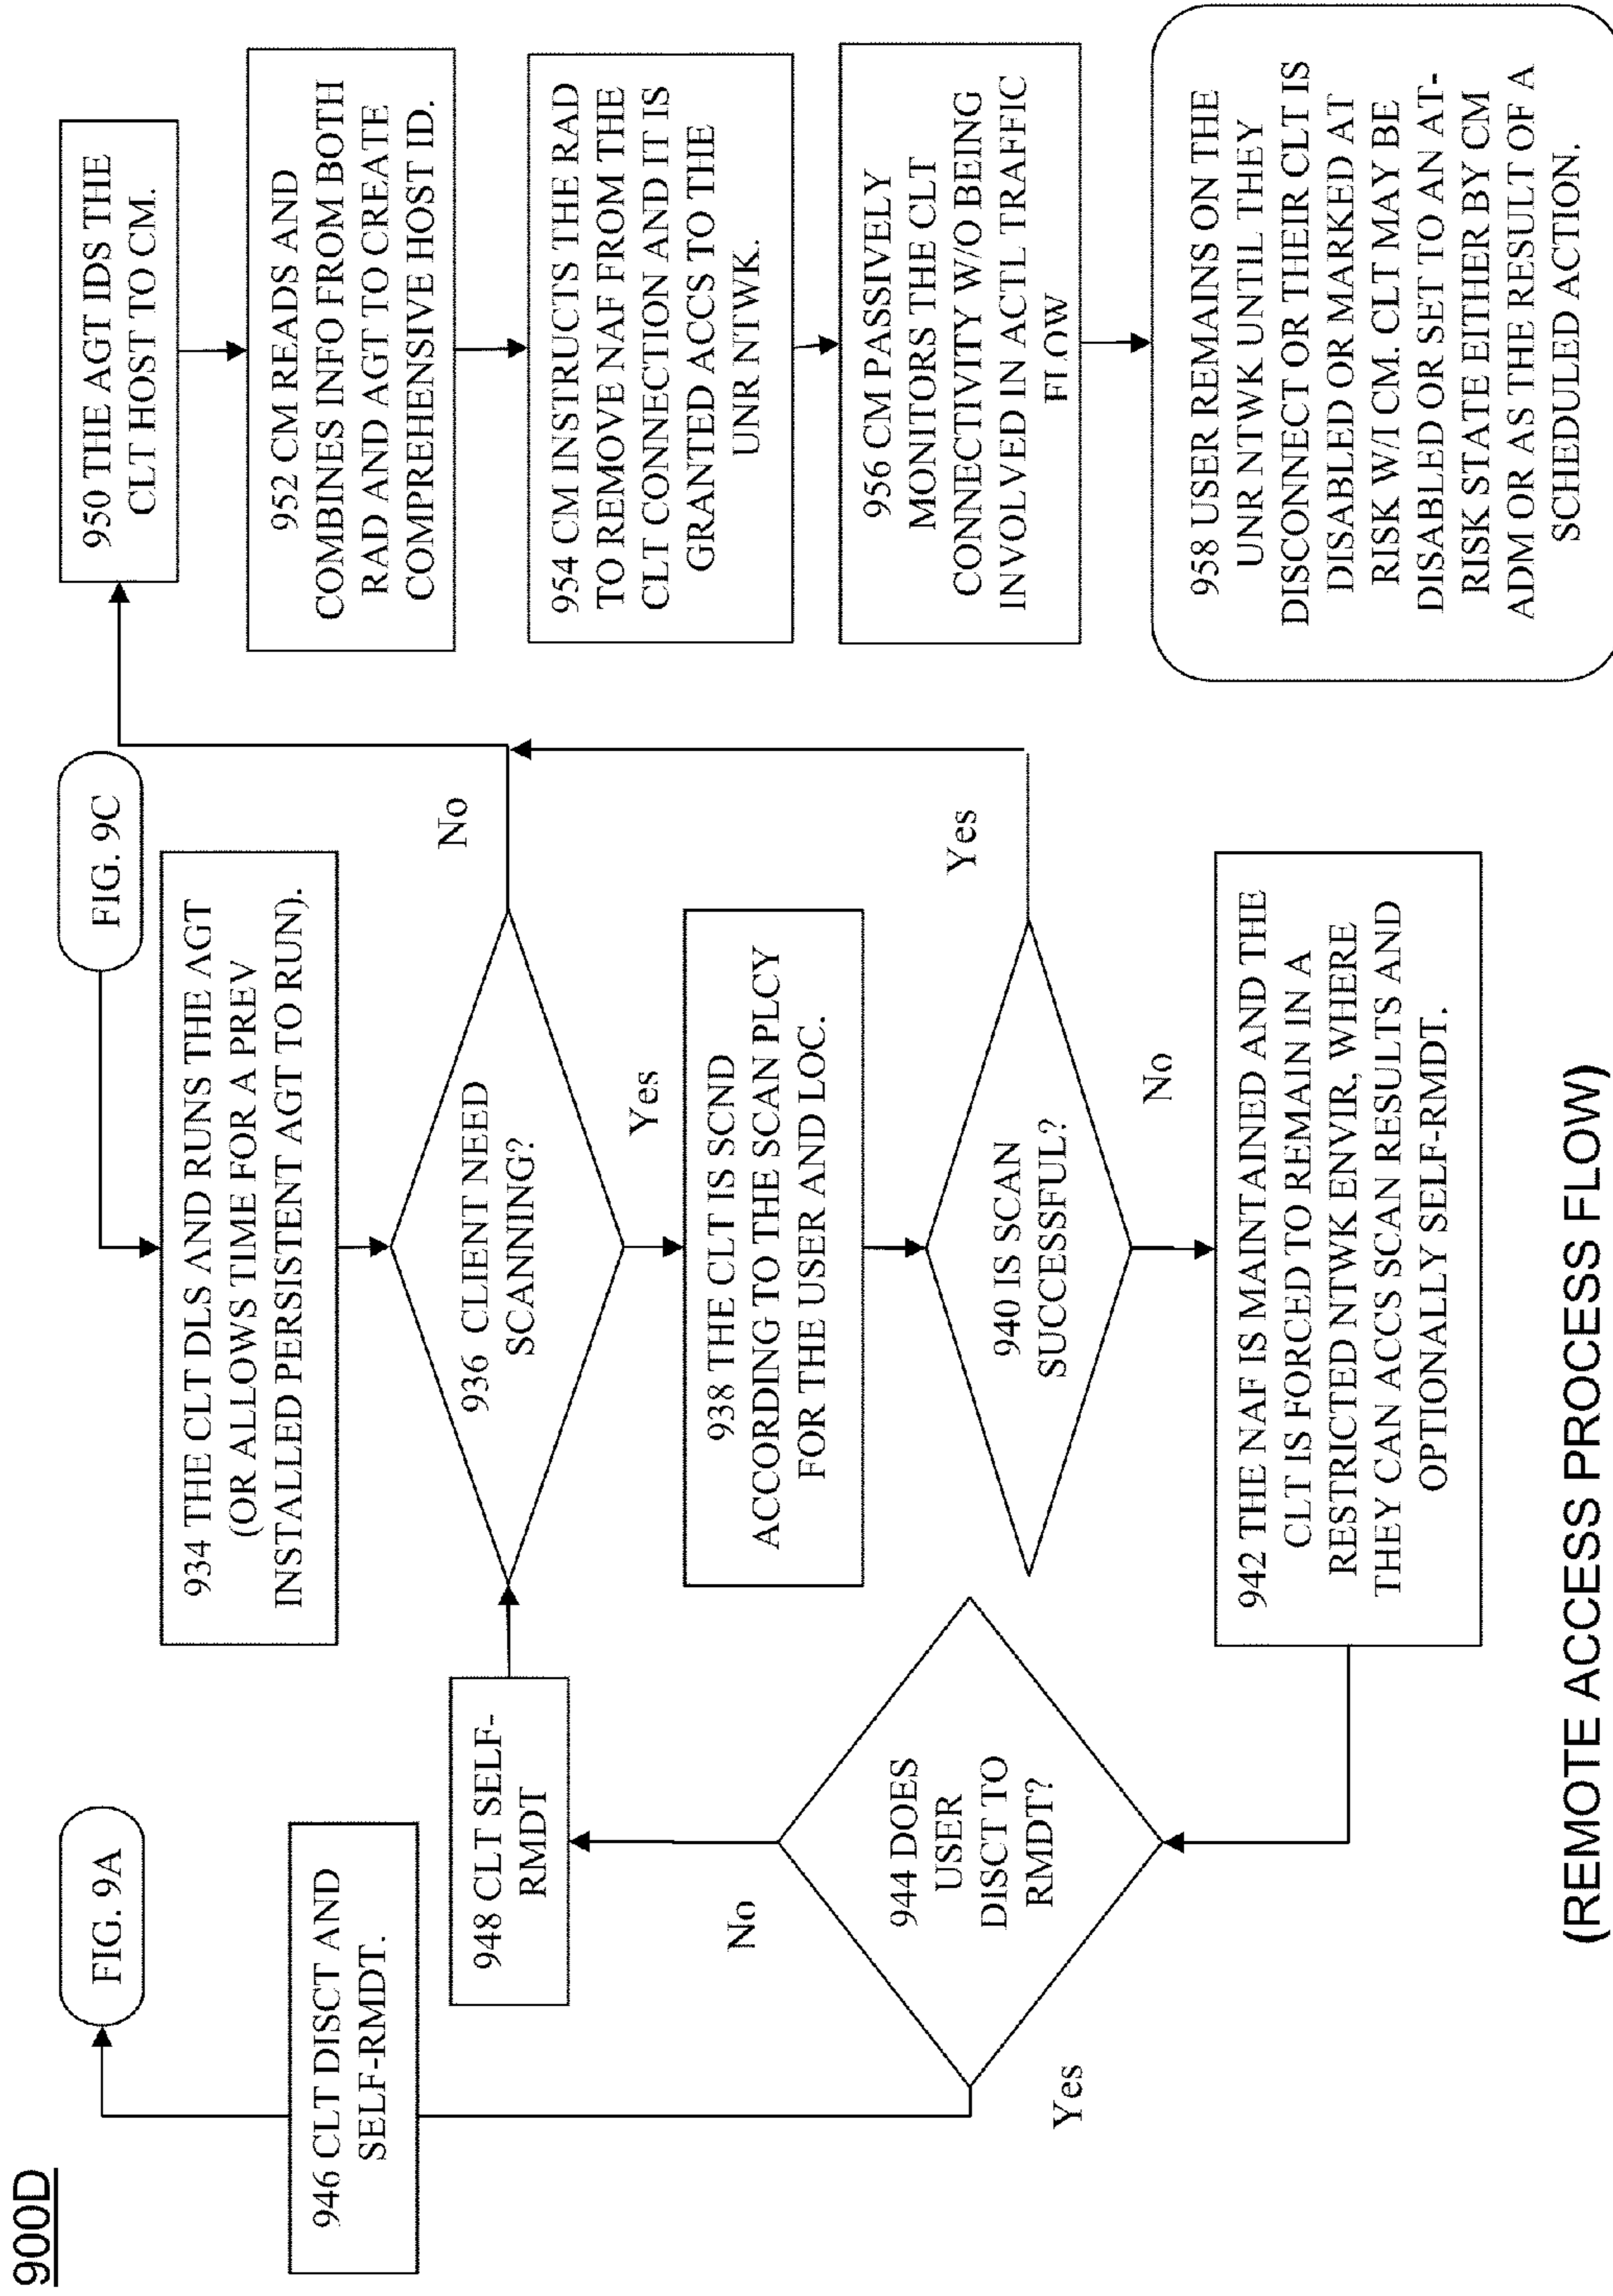 900D
FIG. 9A
946 CLT DISCT AND
SELF-RMDT.
948 CLT SELF-
RMDT
No
944 DOES
USER
DISCT TO
RMDT?
Yes
FIG. 9C
934 THE CLT DLS AND RUNS THE AGT
(OR ALLOWS TIME FOR A PREV
INSTALLED PERSISTENT AGT TO RUN).
936 CLIENT NEED
SCANNING?
No
Yes
938 THE CLT IS SCND
ACCORDING TO THE SCAN PLCY
FOR THE USER AND LOC.
940 IS SCAN
SUCCESSFUL?
Yes
No
942 THE NAF IS MAINTAINED AND THE
CLT IS FORCED TO REMAIN IN A
RESTRICTED NTWK ENVIR, WHERE
THEY CAN ACCS SCAN RESULTS AND
OPTIONALLY SELF-RMDT.
950 THE AGT IDS THE
CLT HOST TO CM.
952 CM READS AND
COMBINES INFO FROM BOTH
RAD AND AGT TO CREATE
COMPREHENSIVE HOST ID.
954 CM INSTRUCTS THE RAD
TO REMOVE NAF FROM THE
CLT CONNECTION AND IT IS
GRANTED ACCS TO THE
UNR NTWK.
956 CM PASSIVELY
MONITORS THE CLT
CONNECTIVITY W/O BEING
INVOLVED IN ACTL TRAFFIC
FLOW
958 USER REMAINS ON THE
UNR NTWK UNTIL THEY
DISCONNECT OR THEIR CLT IS
DISABLED OR MARKED AT
RISK W/I CM. CLT MAY BE
DISABLED OR SET TO AN AT-
RISK STATE EITHER BY CM
ADM OR AS THE RESULT OF A
SCHEDULED ACTION.
(REMOTE ACCESS PROCESS FLOW)